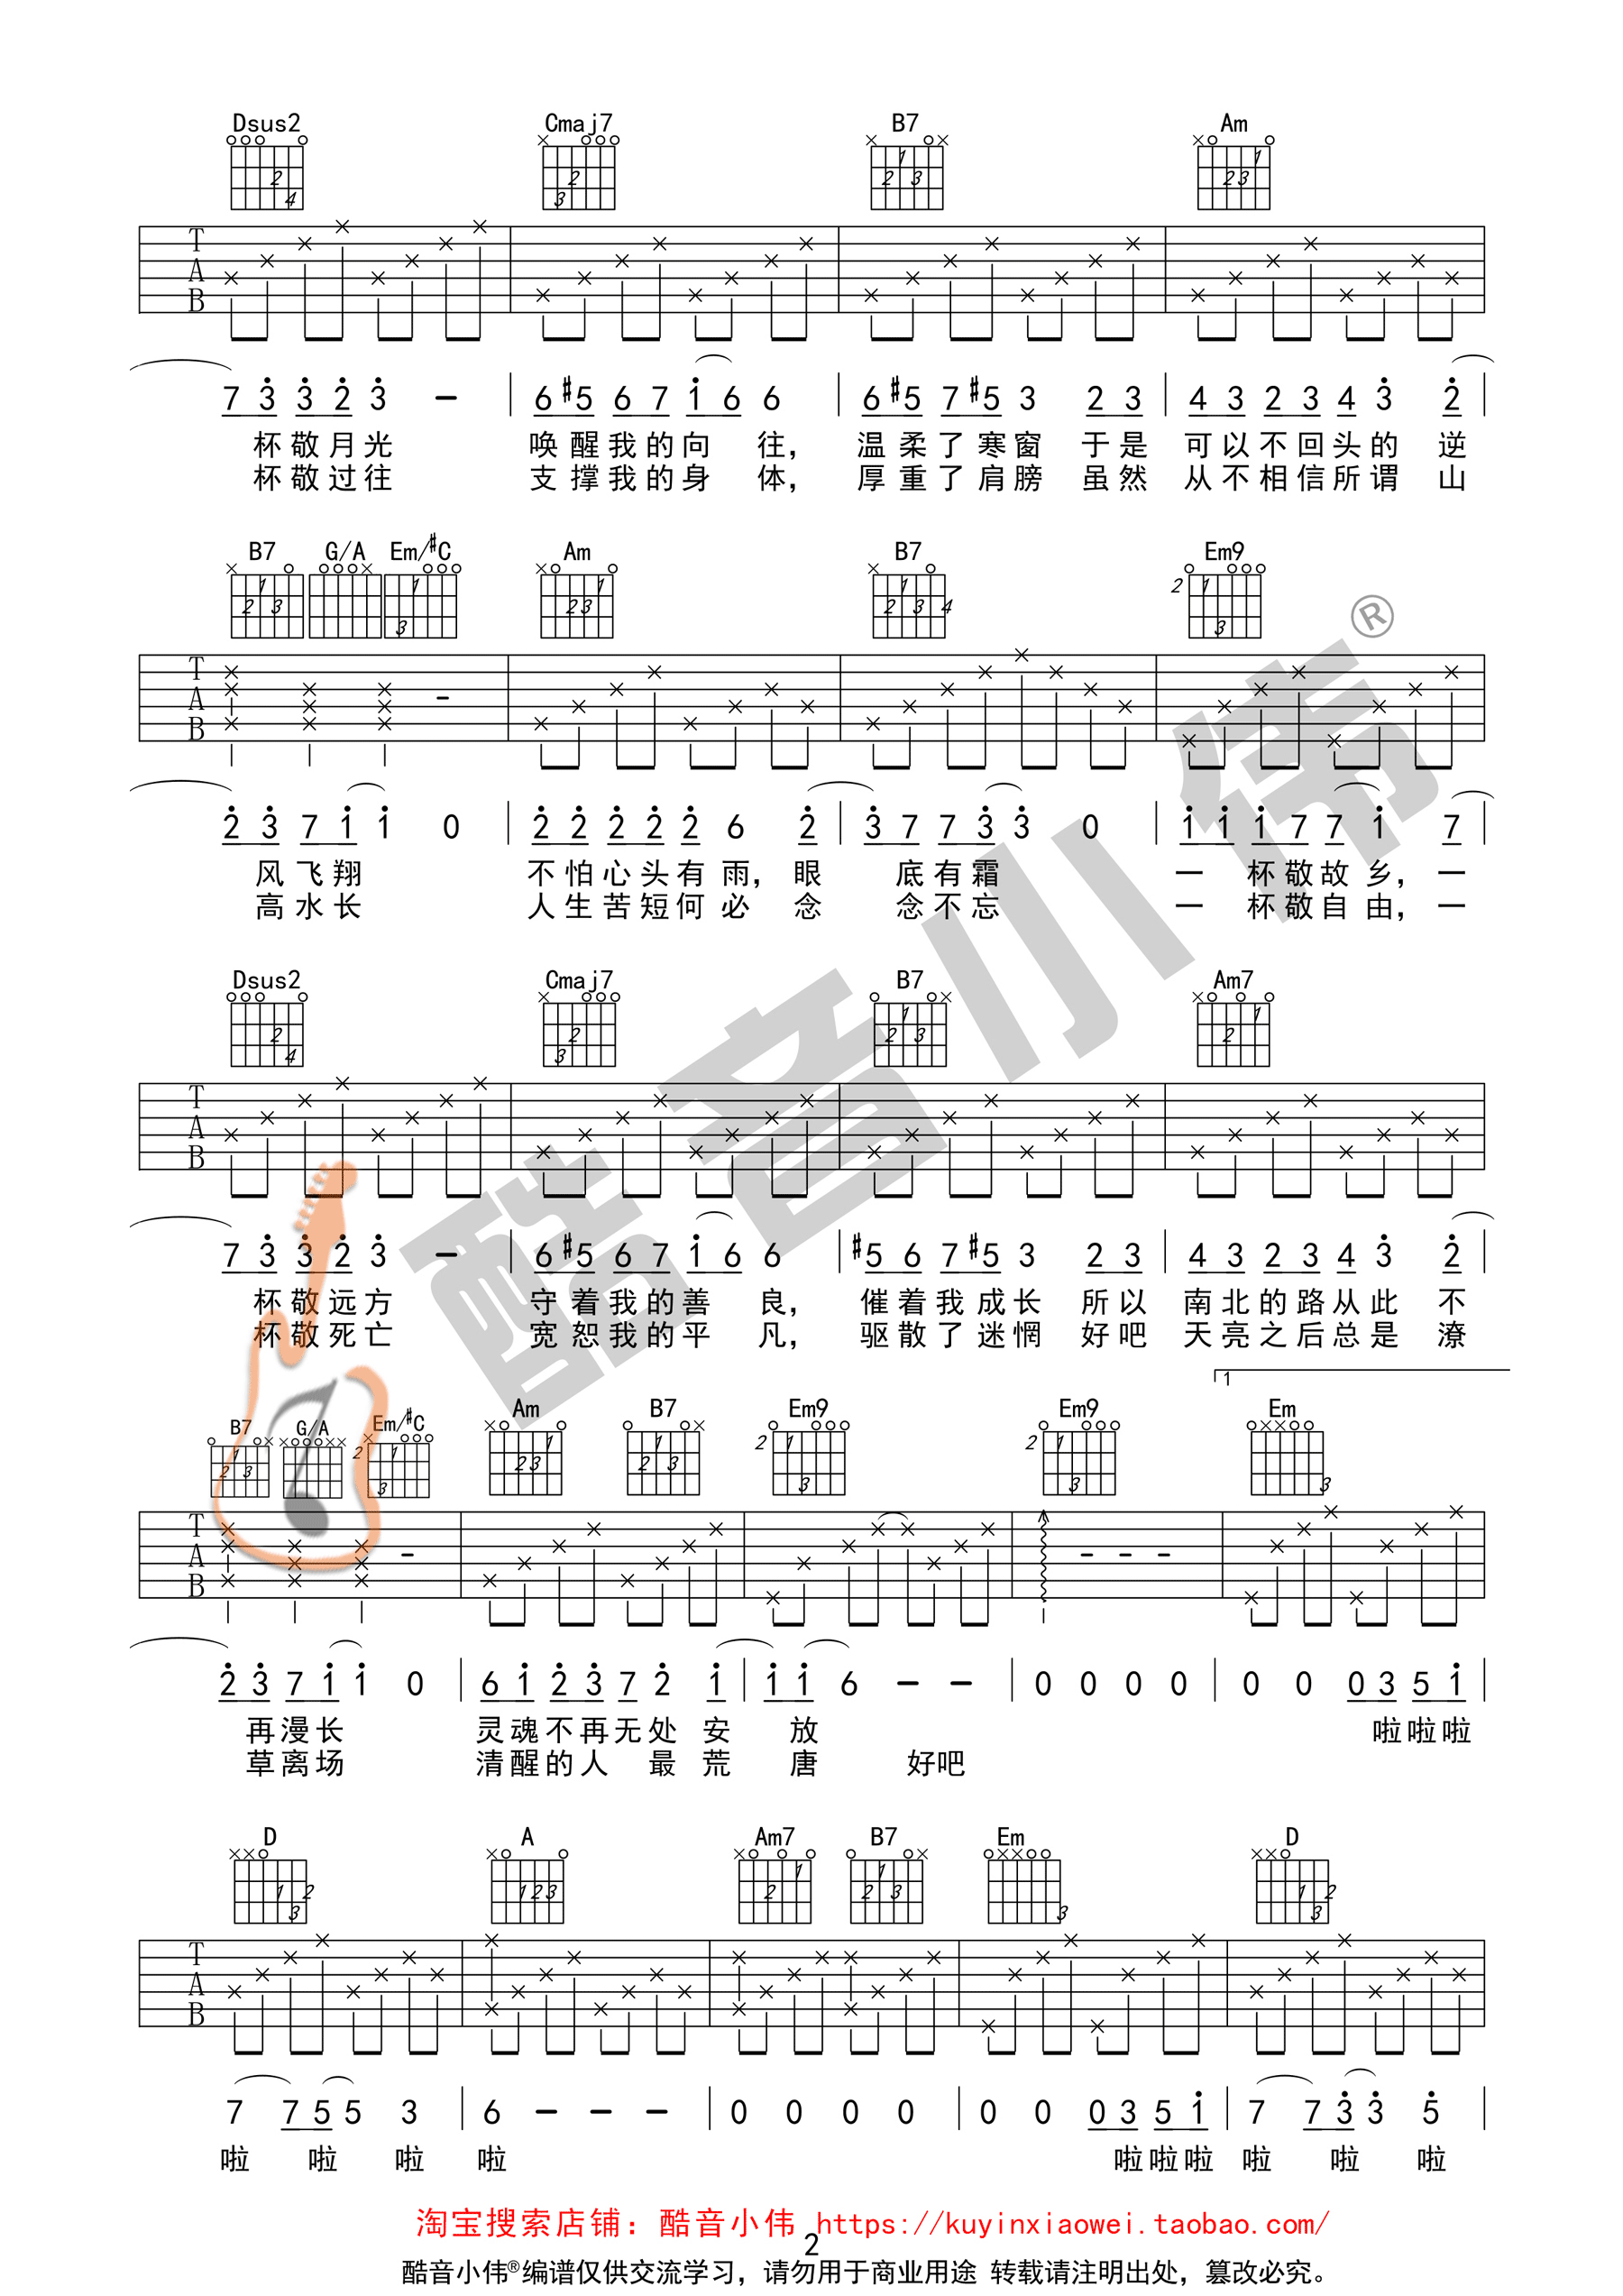 Dsus2 Cmaj7 B7 Am
T
A
B
7 3 3 2 3 - | 6 #5 6 7 1 6 6 | 6 #5 7 #5 3 2 3 | 4 3 2 3 4 3 2 |
杯敬月光 唤醒我的向往， 温柔了寒窗 于是 可以不回头的 逆
杯敬过往 支撑我的身体， 厚重了肩膀 虽然 从不相信所谓 山
B7 G/A Em/#C Am B7 Em9
2
T
A
B
2 3 7 1 1 0 | 2 2 2 2 2 6 2 | 3 7 7 3 3 0 | 1 1 1 7 7 1 7 |
风飞翔 不怕心头有雨， 眼 底有霜 一 杯敬故乡， 一
高水长 人生苦短何必 念 念不忘 一 杯敬自由， 一
Dsus2 Cmaj7 B7 Am7
T
A
B
7 3 3 2 3 - | 6 #5 6 7 1 6 6 | #5 6 7 #5 3 2 3 | 4 3 2 3 4 3 2 |
杯敬远方 守着我的善良， 催着我成长 所以 南北的路从此 不
杯敬死亡 宽恕我的平凡， 驱散了迷惘 好吧 天亮之后总是 潦
1
B7 G/A Em/#C Am B7 Em9 Em9 Em
2 2 2
T
A
B
2 3 7 1 1 0 | 6 1 2 3 7 2 1 | 1 1 6 - - | 0 0 0 0 | 0 0 0 3 5 1 |
再漫长 灵魂不再无处 安 放 啦啦啦
草离场 清醒的人 最 荒 唐 好吧
D A Am7 B7 Em D
T
A
B
7 7 5 5 3 | 6 - - - | 0 0 0 0 | 0 0 0 3 5 1 | 7 7 3 3 5 |
啦 啦 啦 啦 啦啦啦 啦 啦 啦
淘宝搜索店铺：酷音小伟 https://kuyinxiaowei.taobao.com/
2
酷音小伟®编谱仅供交流学习，请勿用于商业用途 转载请注明出处，篡改必究。
酷音小伟®